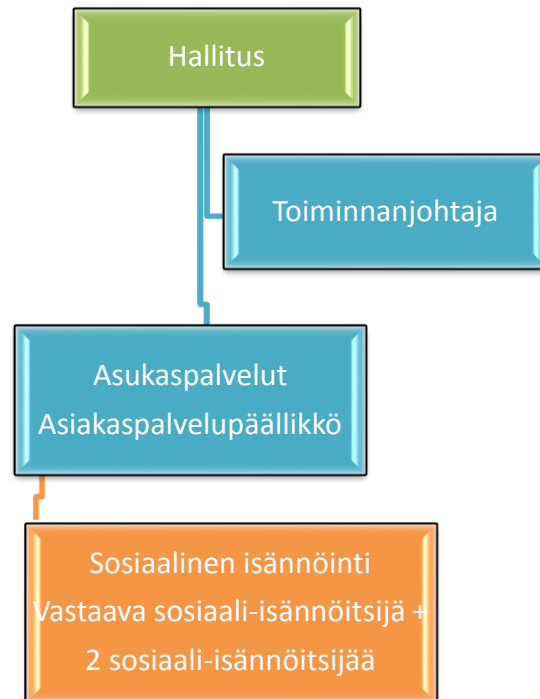 Hallitus
Toiminnanjohtaja
Asukaspalvelut
Asiakaspalvelupäällikkö
Sosiaalinen isännöinti
Vastaava sosiaali-isännöitsijä +
2 sosiaali-isännöitsijää